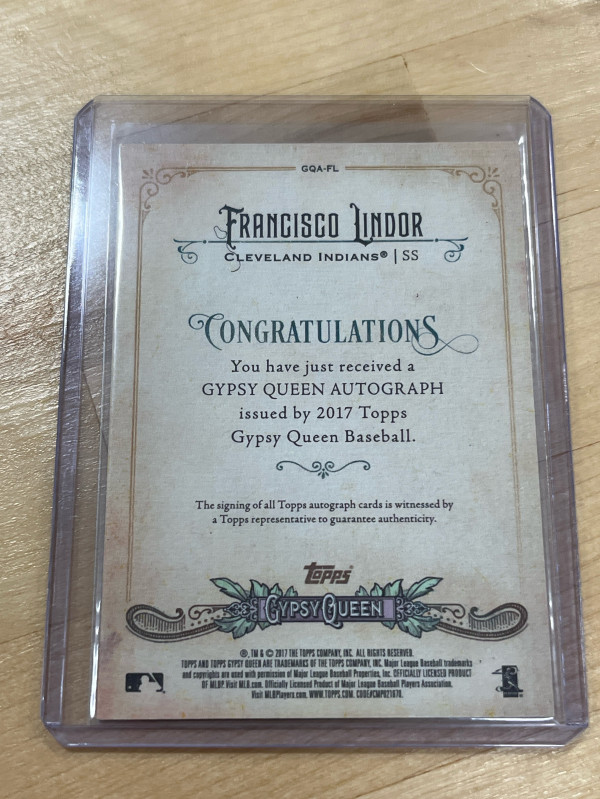 GQA-FL
FRANCISCO LINDOR
CLEVELAND INDIANS® | SS
CONGRATULATIONS
You have just received a
GYPSY QUEEN AUTOGRAPH
issued by 2017 Topps
Gypsy Queen Baseball.
The signing of all Topps autograph cards is witnessed by
a Topps representative to guarantee authenticity.
Topps
GYPSY QUEEN
®, TM & © 2017 THE TOPPS COMPANY, INC. ALL RIGHTS RESERVED.
TOPPS AND TOPPS GYPSY QUEEN ARE TRADEMARKS OF THE TOPPS COMPANY, INC. Major League Baseball trademarks
and copyrights are used with permission of Major League Baseball Properties, Inc. OFFICIALLY LICENSED PRODUCT
OF MLBP. Visit MLB.com. Officially Licensed Product of Major League Baseball Players Association.
Visit MLBPlayers.com. WWW.TOPPS.COM. CODE#CMP021870.